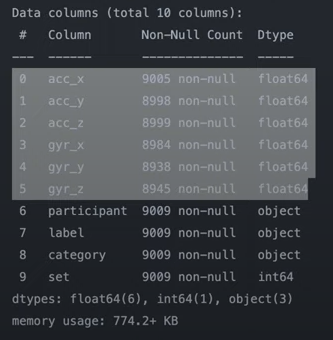 Data columns (total 10 columns):
#   Column       Non-Null Count  Dtype
---  ------       --------------  -----
0   acc_x        9005 non-null   float64
1   acc_y        8998 non-null   float64
2   acc_z        8999 non-null   float64
3   gyr_x        8984 non-null   float64
4   gyr_y        8938 non-null   float64
5   gyr_z        8945 non-null   float64
6   participant  9009 non-null   object
7   label        9009 non-null   object
8   category     9009 non-null   object
9   set          9009 non-null   int64
dtypes: float64(6), int64(1), object(3)
memory usage: 774.2+ KB